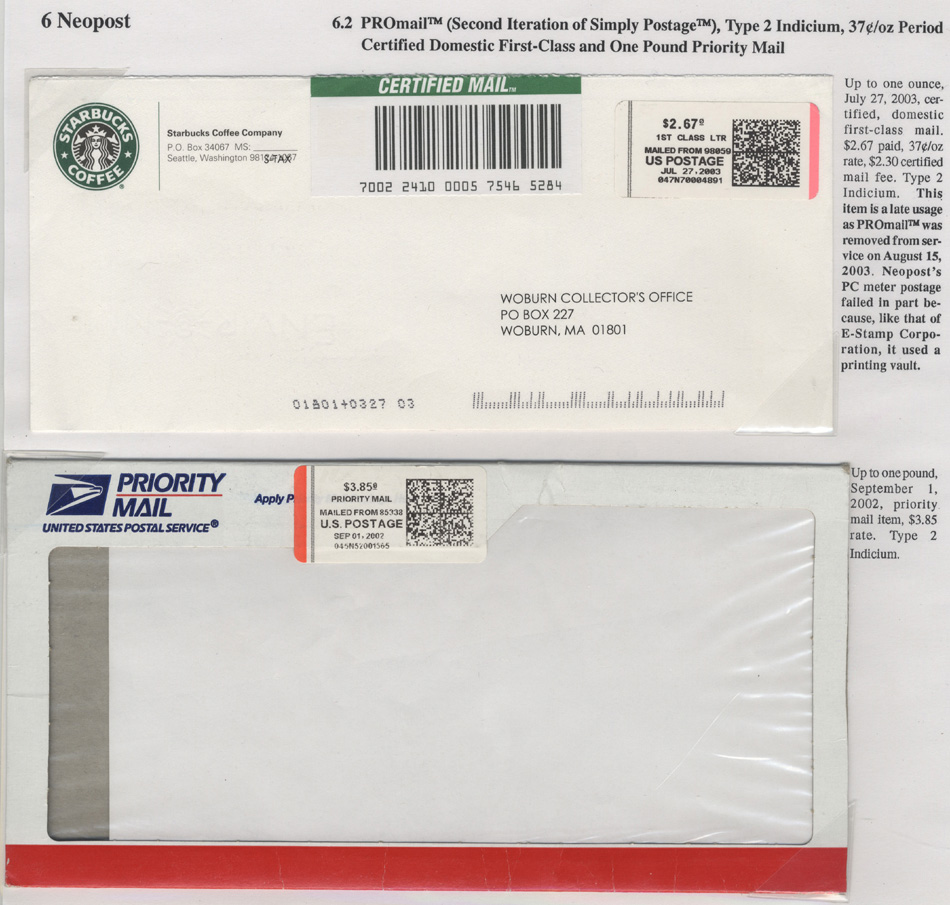 6 Neopost
6.2 PROmail™ (Second Iteration of Simply Postage™), Type 2 Indicium, 37¢/oz Period
Certified Domestic First-Class and One Pound Priority Mail
STARBUCKS
COFFEE
®
Starbucks Coffee Company
P.O. Box 34067 MS:
Seattle, Washington
S-TAX
CERTIFIED MAIL™
7002 2410 0005 7546 5284
$2.67⁰
1ST CLASS LTR
MAILED FROM 98059
US POSTAGE
JUL 27, 2003
047N70004891
WOBURN COLLECTOR'S OFFICE
PO BOX 227
WOBURN, MA 01801
03
Up to one ounce,
July 27, 2003, cer-
tified, domestic
first-class mail.
$2.67 paid, 37¢/oz
rate, $2.30 certified
mail fee. Type 2
Indicium. This
item is a late usage
as PROmail™ was
removed from ser-
vice on August 15,
2003. Neopost's
PC meter postage
failed in part be-
cause, like that of
E-Stamp Corpo-
ration, it used a
printing vault.
PRIORITY
MAIL
UNITED STATES POSTAL SERVICE®
Apply P
$3.85⁰
PRIORITY MAIL
MAILED FROM 85338
U.S. POSTAGE
SEP 01, 2002
Up to one pound,
September 1,
2002, priority
mail item, $3.85
rate. Type 2
Indicium.